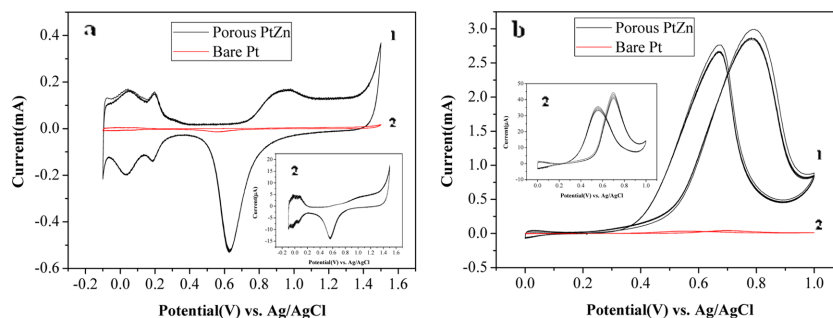 a
Porous PtZn
Bare Pt
1
2
0.4
0.2
0.0
-0.2
-0.4
-0.6
Current(mA)
-0.2 0.0 0.2 0.4 0.6 0.8 1.0 1.2 1.4 1.6
Potential(V) vs. Ag/AgCl
2
Current(µA)
15
10
5
0
-5
-10
-15
Potential(V) vs. Ag/AgCl
b
Porous PtZn
Bare Pt
1
2
3.0
2.5
2.0
1.5
1.0
0.5
0.0
-0.5
Current(mA)
0.0 0.2 0.4 0.6 0.8 1.0
Potential(V) vs. Ag/AgCl
2
Current(µA)
50
40
30
20
10
0
-10
0.0 0.2 0.4 0.6 0.8 1.0
Potential(V) vs. Ag/AgCl